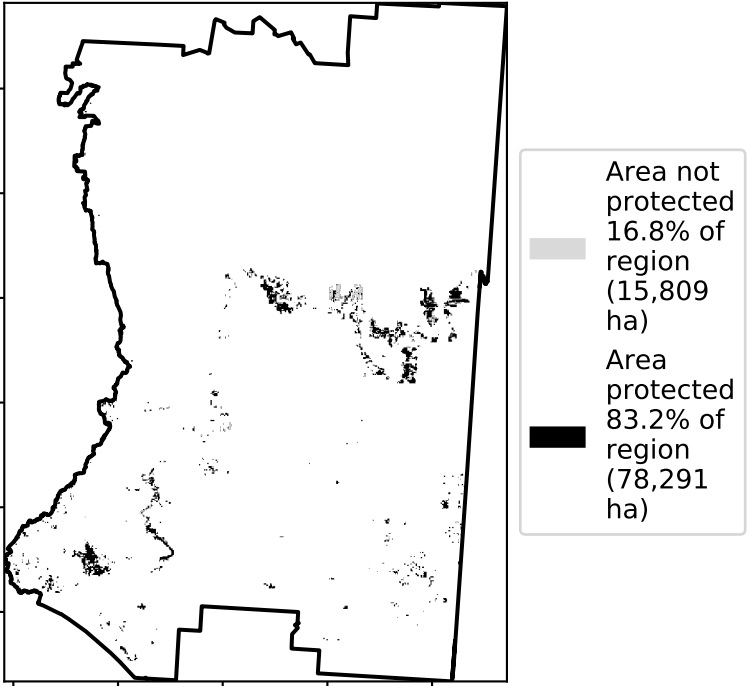 Area not
protected
16.8% of
region
(15,809
ha)
Area
protected
83.2% of
region
(78,291
ha)